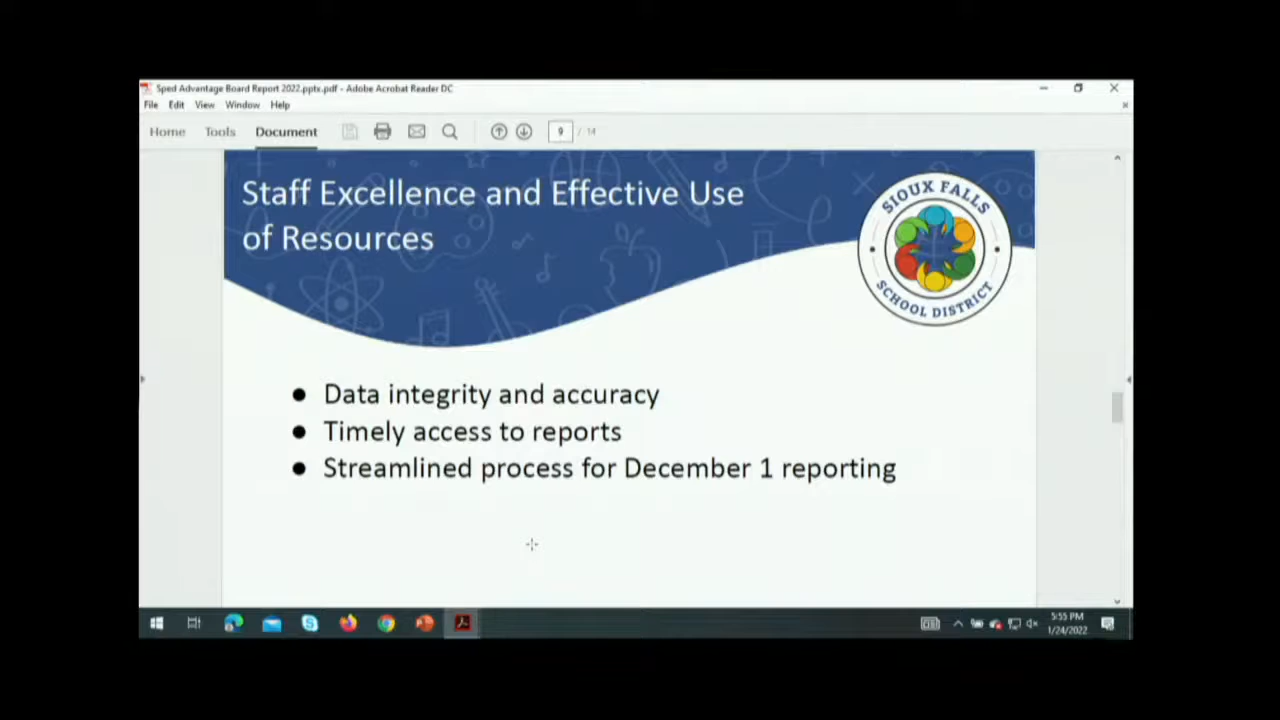 Sped Advantage Board Report 2022.pptx.pdf - Adobe Acrobat Reader DC
File Edit View Window Help
Home Tools Document 9 / 14
Staff Excellence and Effective Use
of Resources
SIOUX FALLS
SCHOOL DISTRICT
● Data integrity and accuracy
● Timely access to reports
● Streamlined process for December 1 reporting
5:55 PM
1/24/2022